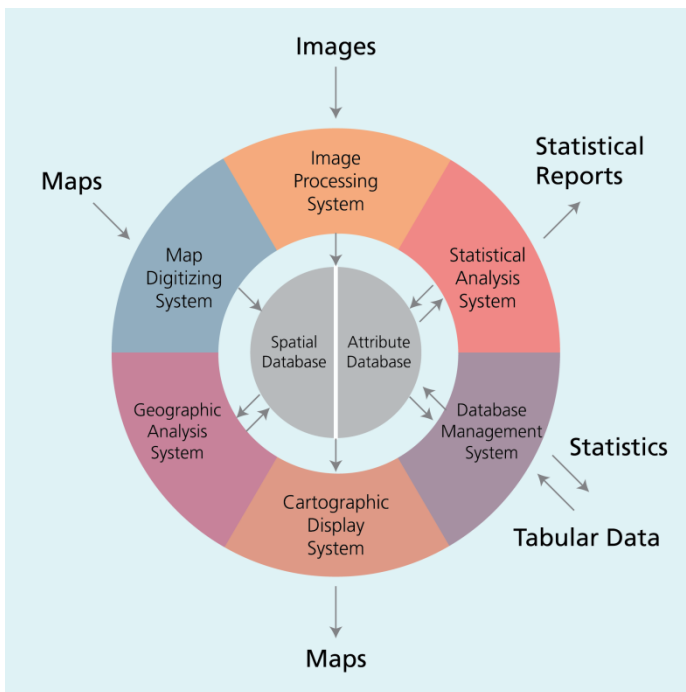 Images
Image
Processing
System
Statistical
Reports
Maps
Map
Digitizing
System
Statistical
Analysis
System
Spatial
Database
Attribute
Database
Geographic
Analysis
System
Database
Management
System
Statistics
Tabular Data
Cartographic
Display
System
Maps